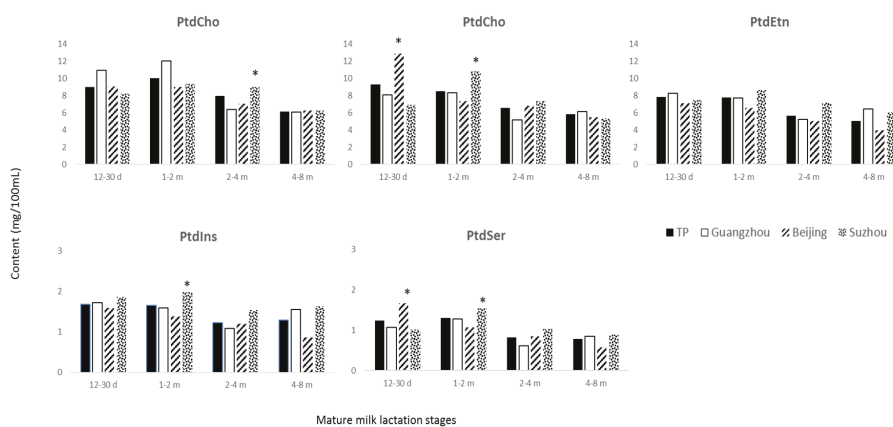 PtdCho
14
12
10
8
6
4
2
0
*
12-30 d 1-2 m 2-4 m 4-8 m
PtdCho
14
12
10
8
6
4
2
0
*
*
12-30 d 1-2 m 2-4 m 4-8 m
PtdEtn
14
12
10
8
6
4
2
0
12-30 d 1-2 m 2-4 m 4-8 m
Content (mg/100mL)
PtdIns
3
2
1
0
*
12-30 d 1-2 m 2-4 m 4-8 m
PtdSer
3
2
1
0
*
*
12-30 d 1-2 m 2-4 m 4-8 m
TP Guangzhou Beijing Suzhou
Mature milk lactation stages